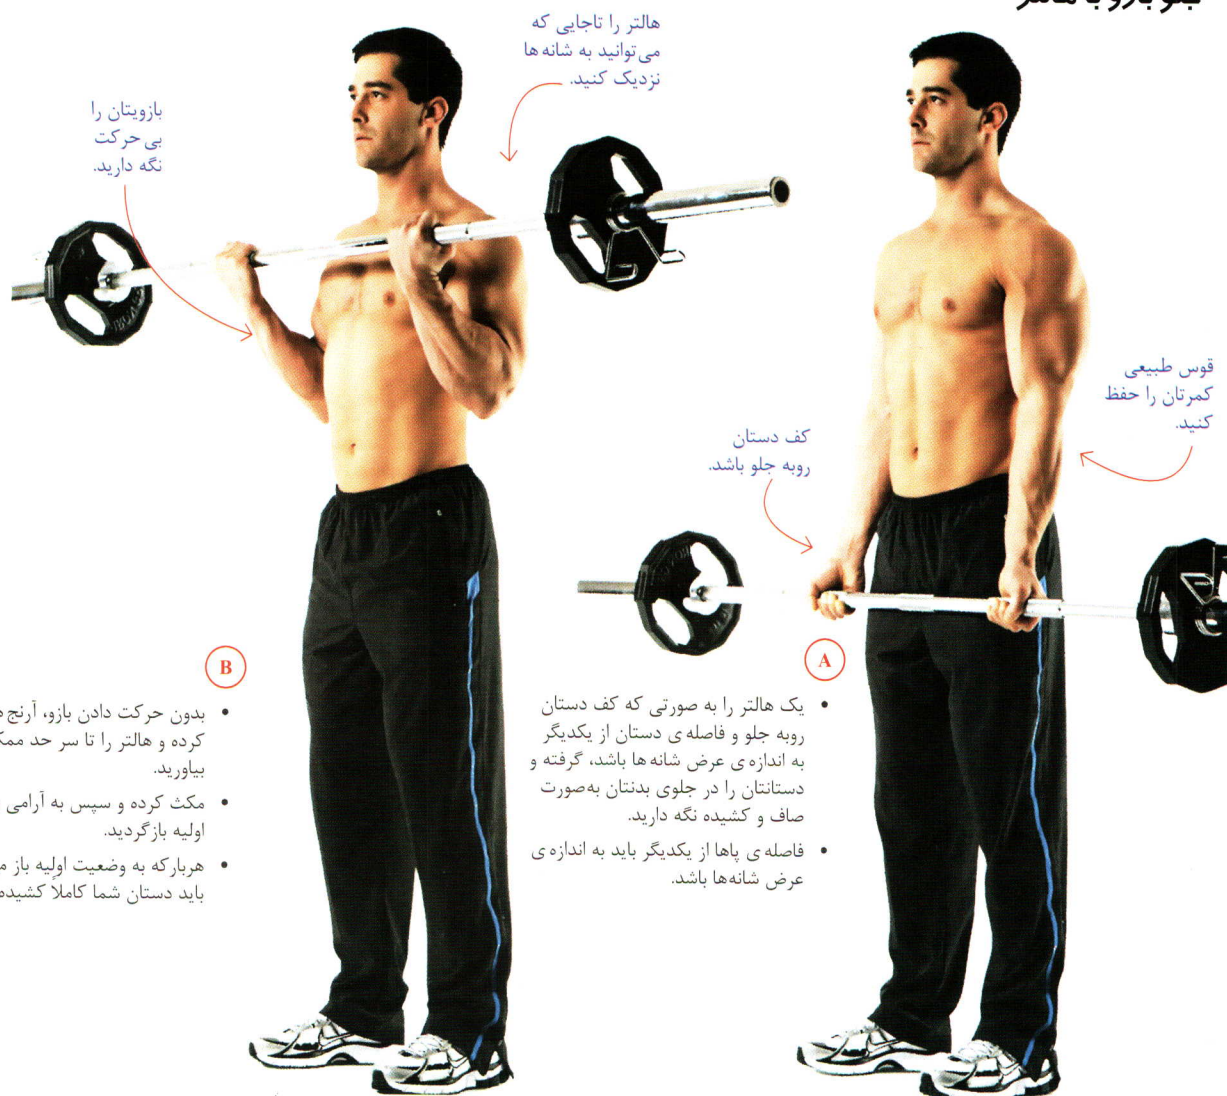 جلو بازو با هالتر
هالتر را تاجایی که
می‌توانید به شانه ها
نزدیک کنید.
بازویتان را
بی حرکت
نگه دارید.
قوس طبیعی
کمرتان را حفظ
کنید.
کف دستان
روبه جلو باشد.
A
• یک هالتر را به صورتی که کف دستان
روبه جلو و فاصله ی دستان از یکدیگر
به اندازه ی عرض شانه ها باشد، گرفته و
دستانتان را در جلوی بدنتان به‌صورت
صاف و کشیده نگه دارید.
• فاصله ی پاها از یکدیگر باید به اندازه ی
عرض شانه‌ها باشد.
B
• بدون حرکت دادن بازو، آرنج
کرده و هالتر را تا سر حد
بیاورید.
• مکث کرده و سپس به آرامی
اولیه بازگردید.
• هربارکه به وضعیت اولیه باز
باید دستان شما کاملاً کشیده